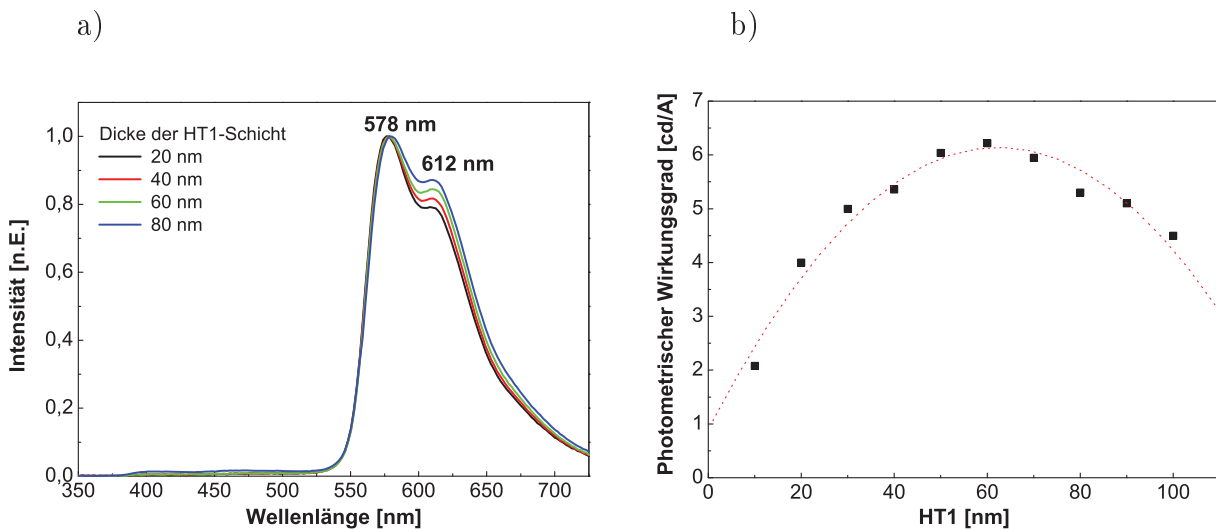 a)
Intensität [n.E.]
1,0
0,8
0,6
0,4
0,2
0,0
Dicke der HT1-Schicht
20 nm
40 nm
60 nm
80 nm
578 nm
612 nm
350 400 450 500 550 600 650 700
Wellenlänge [nm]
b)
Photometrischer Wirkungsgrad [cd/A]
7
6
5
4
3
2
1
0 20 40 60 80 100
HT1 [nm]